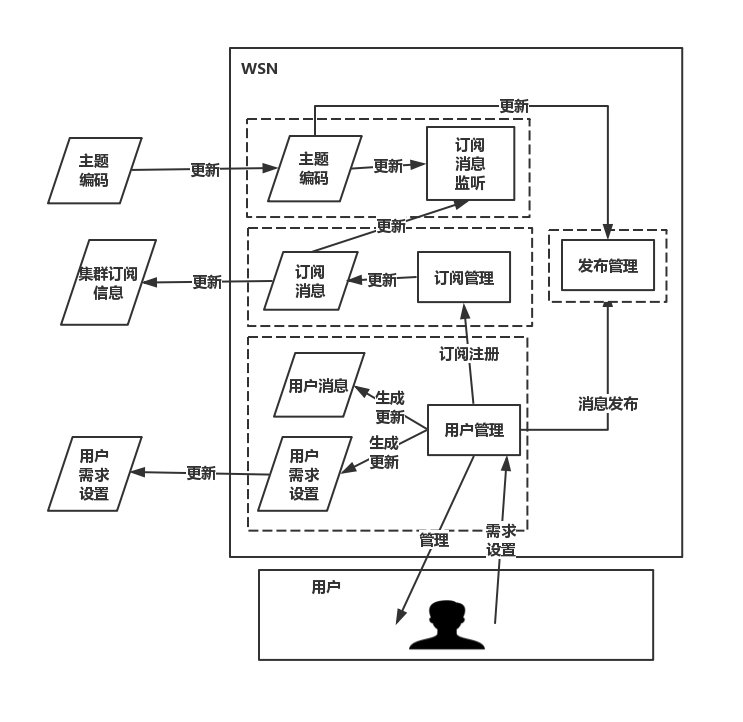 WSN
更新
主题
编码
更新
主题
编码
更新
订阅
消息
监听
更新
集群订阅
信息
更新
订阅
消息
更新
订阅管理
发布管理
订阅注册
用户消息
生成
更新
用户管理
消息发布
生成
更新
用户
需求
设置
更新
用户
需求
设置
管理
需求
设置
用户